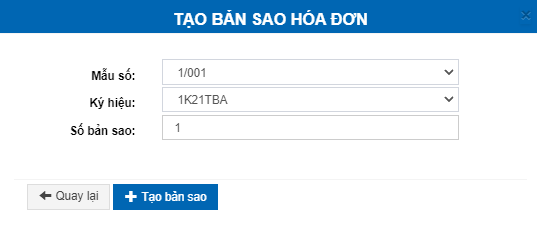 TẠO BẢN SAO HÓA ĐƠN
Mẫu số: 1/001
Ký hiệu: 1K21TBA
Số bản sao: 1
Quay lại Tạo bản sao